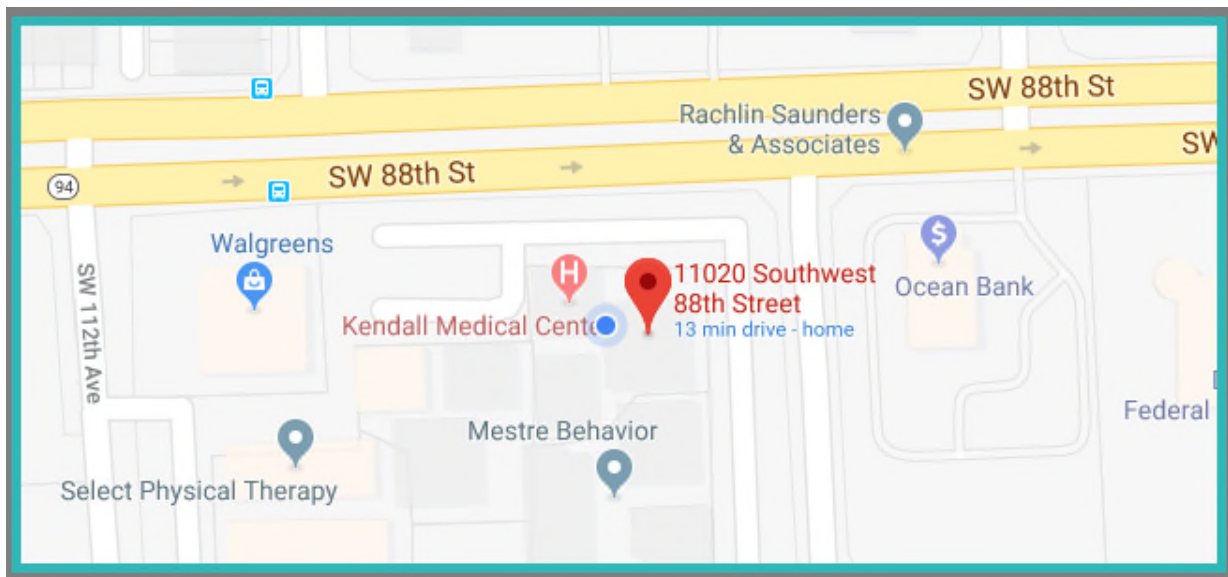 SW 88th St
Rachlin Saunders
& Associates
SW
SW 88th St
94
Walgreens
SW 112th Ave
H
11020 Southwest
88th Street
13 min drive - home
$
Ocean Bank
Kendall Medical Cente
Federal
Mestre Behavior
Select Physical Therapy